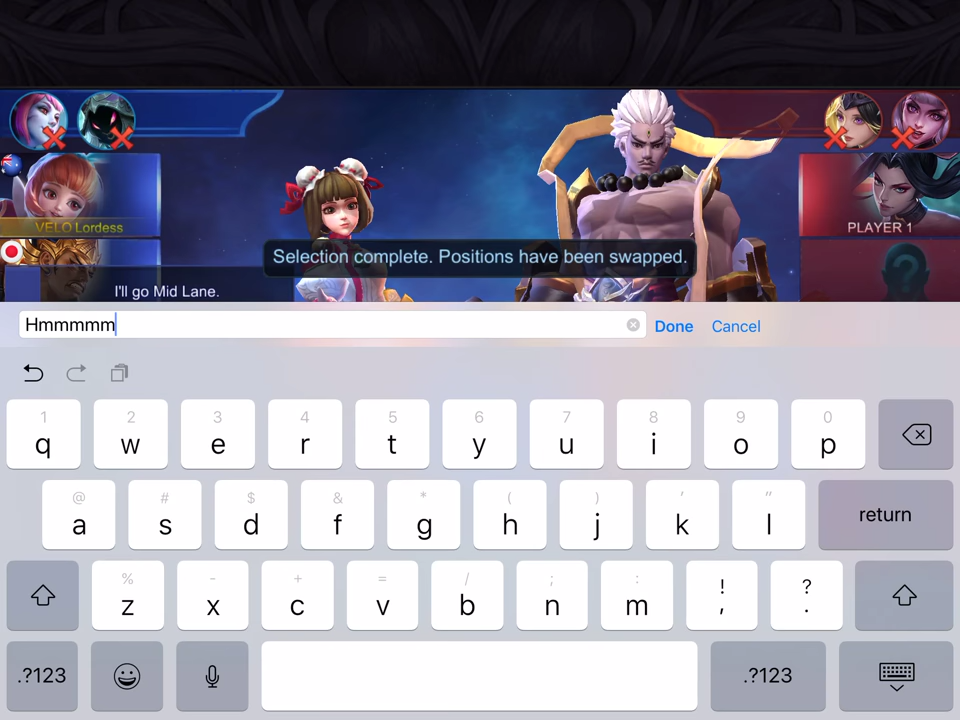 VELO Lordess
PLAYER 1
Selection complete. Positions have been swapped.
I'll go Mid Lane.
Hmmmmm
Done
Cancel
1 2 3 4 5 6 7 8 9 0
q w e r t y u i o p
@ # $ & * ( ) ' "
a s d f g h j k l return
% - + = / ; : ! ?
z x c v b n m , .
.?123 .?123